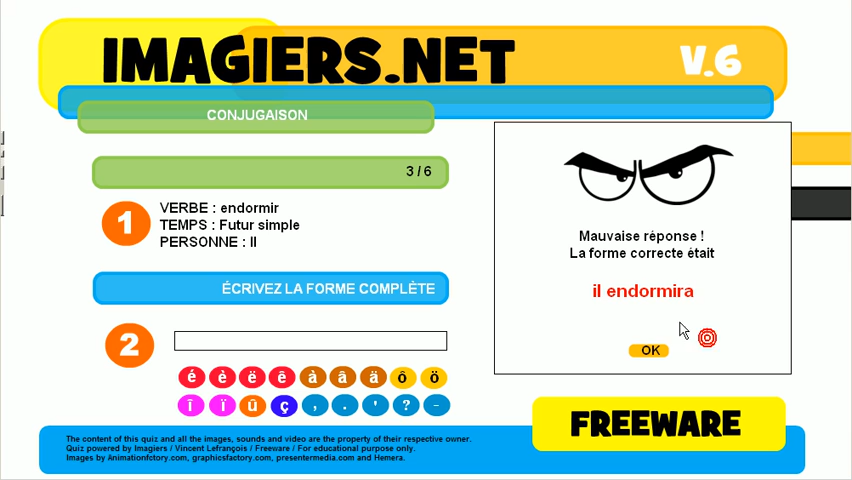 IMAGIERS.NET
V.6
CONJUGAISON
3 / 6
1
VERBE : endormir
TEMPS : Futur simple
PERSONNE : Il
ÉCRIVEZ LA FORME COMPLÈTE
2
é è ë ê à â ä ô ö
î ï û ç , . ' ? -
Mauvaise réponse !
La forme correcte était
il endormira
OK
FREEWARE
The content of this quiz and all the images, sounds and video are the property of their respective owner.
Quiz powered by Imagiers / Vincent Lefrançois / Freeware / For educational purpose only.
Images by Animationfctory.com, graphicsfactory.com, presentermedia.com and Hemera.